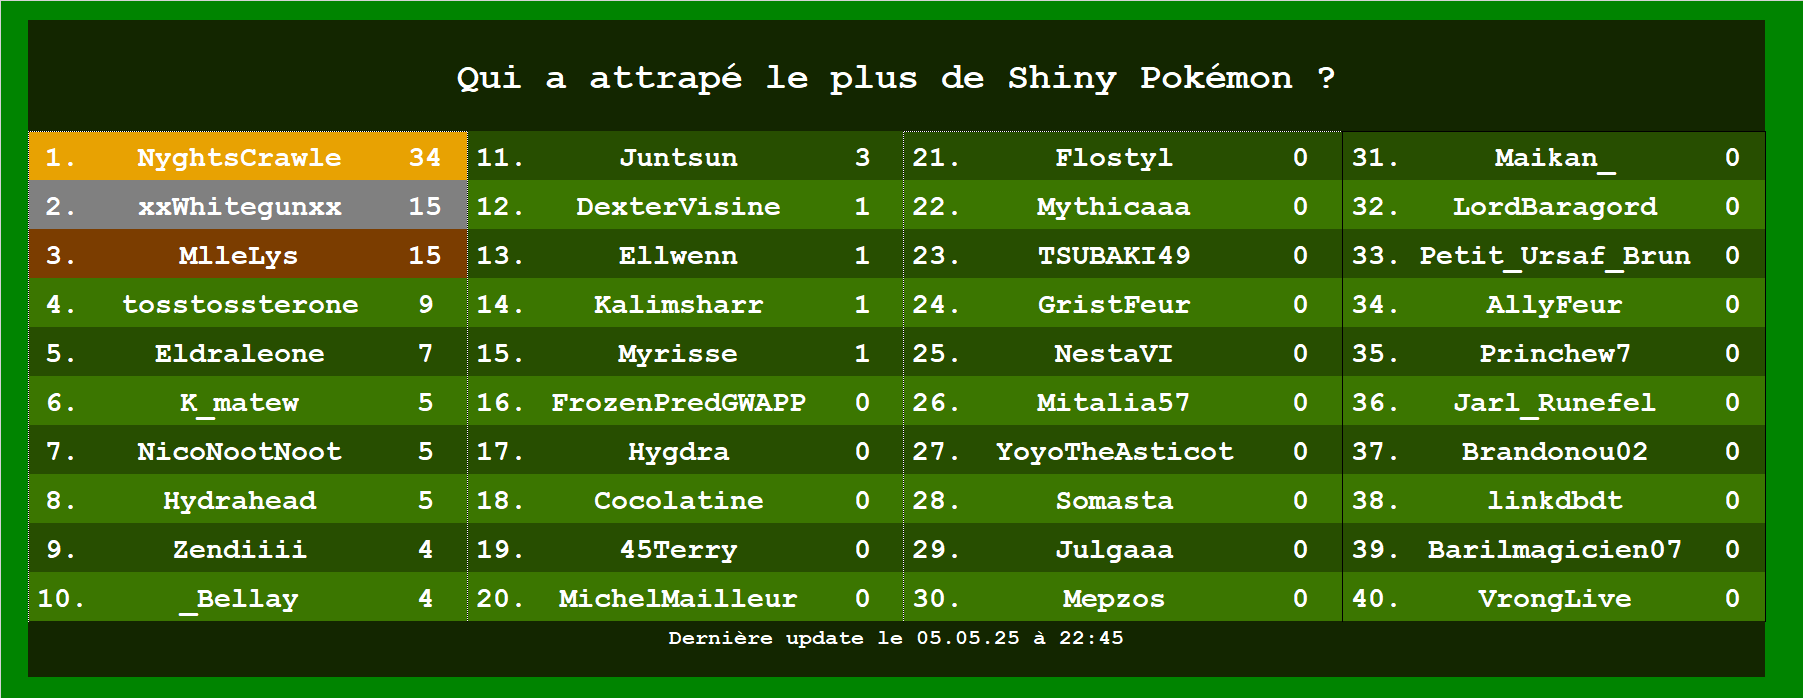 Qui a attrapé le plus de Shiny Pokémon ?
1. NyghtsCrawle 34
2. xxWhitegunxx 15
3. MlleLys 15
4. tosstossterone 9
5. Eldraleone 7
6. K_matew 5
7. NicoNootNoot 5
8. Hydrahead 5
9. Zendiiii 4
10. _Bellay 4
11. Juntsun 3
12. DexterVisine 1
13. Ellwenn 1
14. Kalimsharr 1
15. Myrisse 1
16. FrozenPredGWAPP 0
17. Hygdra 0
18. Cocolatine 0
19. 45Terry 0
20. MichelMailleur 0
21. Flostyl 0
22. Mythicaaa 0
23. TSUBAKI49 0
24. GristFeur 0
25. NestaVI 0
26. Mitalia57 0
27. YoyoTheAsticot 0
28. Somasta 0
29. Julgaaa 0
30. Mepzos 0
31. Maikan_ 0
32. LordBaragord 0
33. Petit_Ursaf_Brun 0
34. AllyFeur 0
35. Princhew7 0
36. Jarl_Runefel 0
37. Brandonou02 0
38. linkdbdt 0
39. Barilmagicien07 0
40. VrongLive 0
Dernière update le 05.05.25 à 22:45